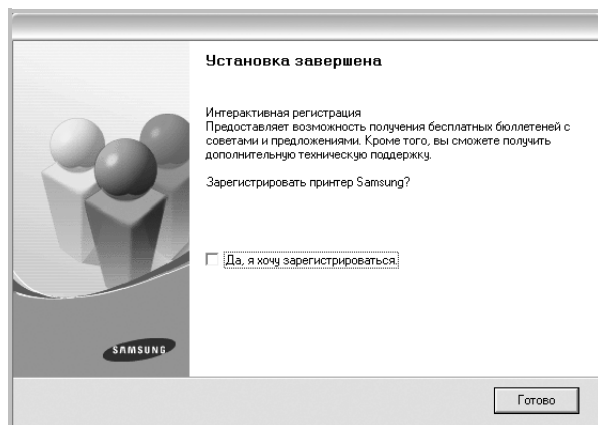 Установка завершена
Интерактивная регистрация
Предоставляет возможность получения бесплатных бюллетеней с
советами и предложениями. Кроме того, вы сможете получить
дополнительную техническую поддержку.
Зарегистрировать принтер Samsung?
Да, я хочу зарегистрироваться.
SAMSUNG
Готово